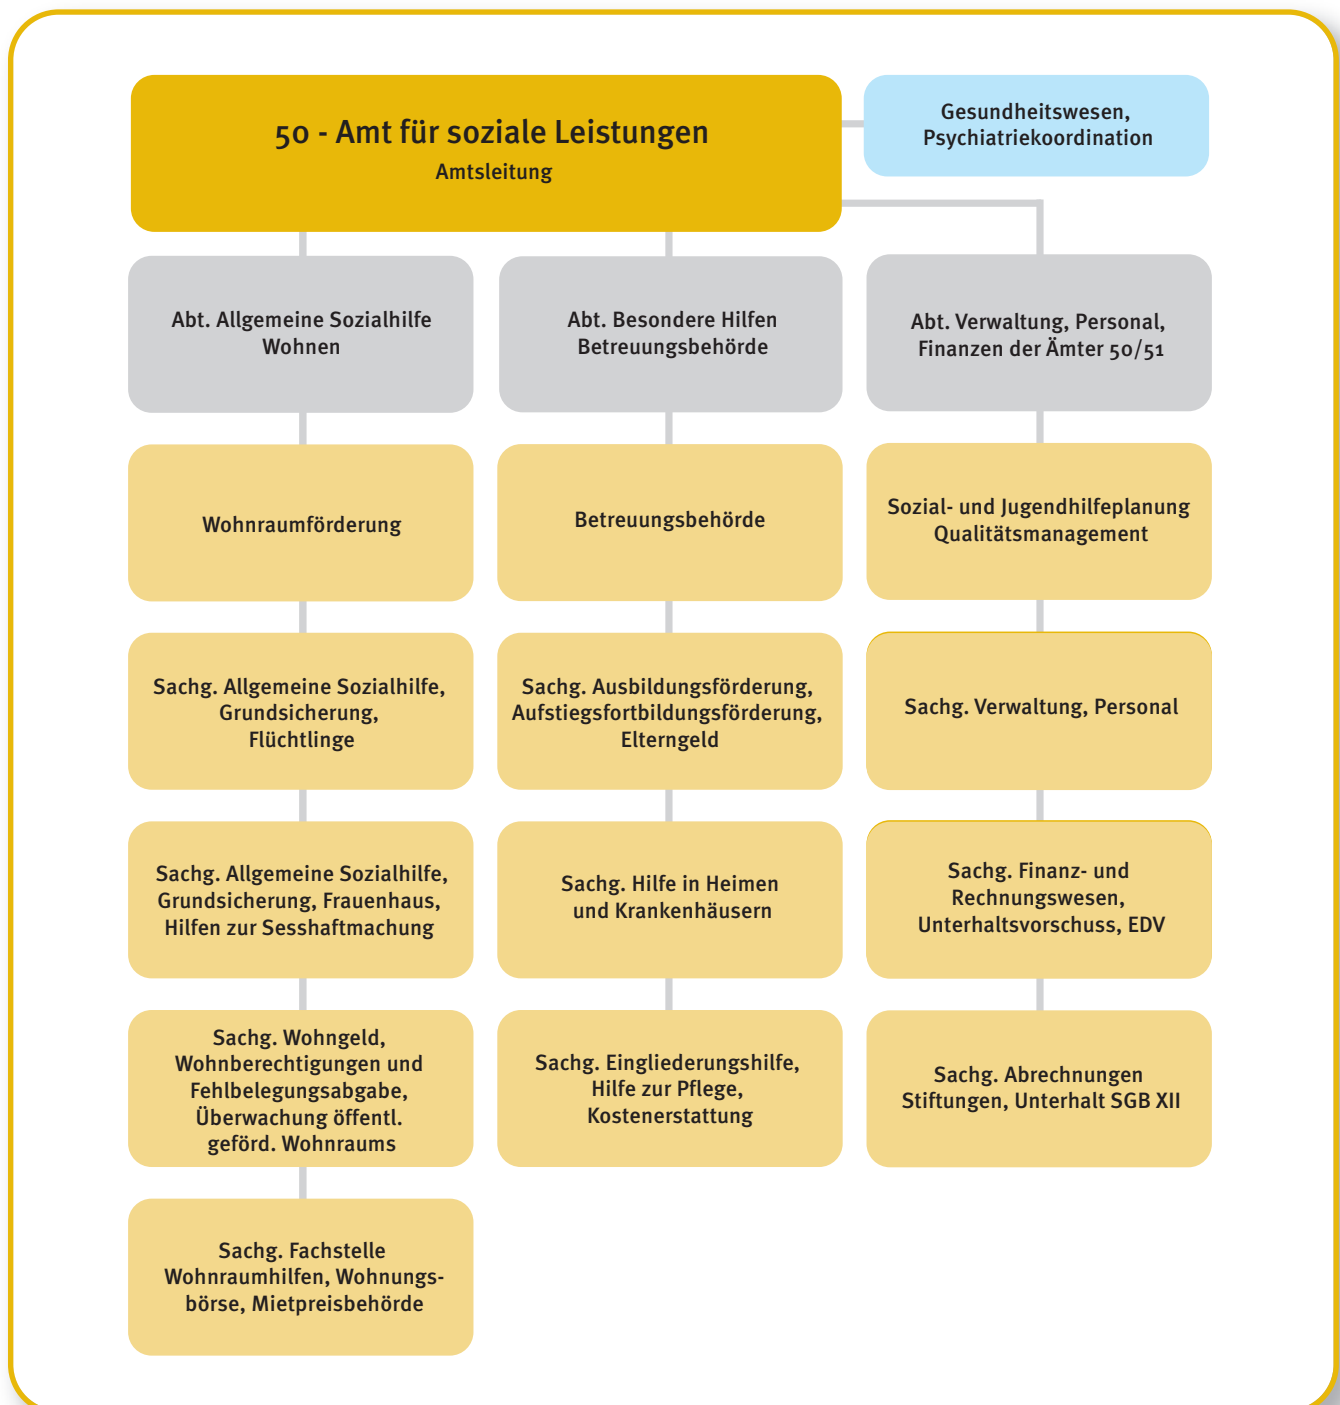 50 - Amt für soziale Leistungen
Amtsleitung
Gesundheitswesen,
Psychiatriekoordination
Abt. Allgemeine Sozialhilfe
Wohnen
Wohnraumförderung
Sachg. Allgemeine Sozialhilfe,
Grundsicherung,
Flüchtlinge
Sachg. Allgemeine Sozialhilfe,
Grundsicherung, Frauenhaus,
Hilfen zur Sesshaftmachung
Sachg. Wohngeld,
Wohnberechtigungen und
Fehlbelegungsabgabe,
Überwachung öffentl.
geförd. Wohnraums
Sachg. Fachstelle
Wohnraumhilfen, Wohnungs-
börse, Mietpreisbehörde
Abt. Besondere Hilfen
Betreuungsbehörde
Betreuungsbehörde
Sachg. Ausbildungsförderung,
Aufstiegsfortbildungsförderung,
Elterngeld
Sachg. Hilfe in Heimen
und Krankenhäusern
Sachg. Eingliederungshilfe,
Hilfe zur Pflege,
Kostenerstattung
Abt. Verwaltung, Personal,
Finanzen der Ämter 50/51
Sozial- und Jugendhilfeplanung
Qualitätsmanagement
Sachg. Verwaltung, Personal
Sachg. Finanz- und
Rechnungswesen,
Unterhaltsvorschuss, EDV
Sachg. Abrechnungen
Stiftungen, Unterhalt SGB XII